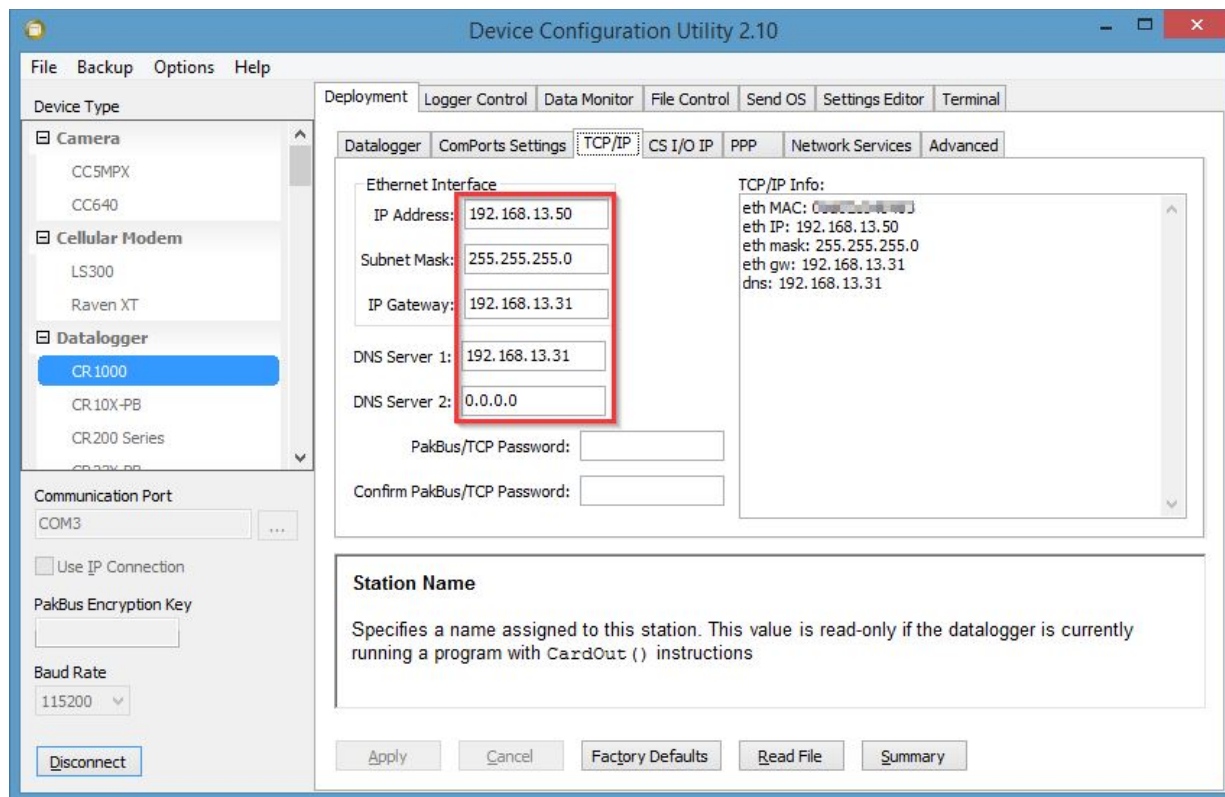 Device Configuration Utility 2.10
File Backup Options Help
Device Type
Camera
CC5MPX
CC640
Cellular Modem
LS300
Raven XT
Datalogger
CR1000
CR10X-PB
CR200 Series
Communication Port
COM3
...
Use IP Connection
PakBus Encryption Key
Baud Rate
115200
Disconnect
Deployment Logger Control Data Monitor File Control Send OS Settings Editor Terminal
Datalogger ComPorts Settings TCP/IP CS I/O IP PPP Network Services Advanced
Ethernet Interface
IP Address: 192.168.13.50
Subnet Mask: 255.255.255.0
IP Gateway: 192.168.13.31
DNS Server 1: 192.168.13.31
DNS Server 2: 0.0.0.0
PakBus/TCP Password:
Confirm PakBus/TCP Password:
TCP/IP Info:
eth MAC:
eth IP: 192.168.13.50
eth mask: 255.255.255.0
eth gw: 192.168.13.31
dns: 192.168.13.31
Station Name
Specifies a name assigned to this station. This value is read-only if the datalogger is currently
running a program with CardOut() instructions
Apply Cancel Factory Defaults Read File Summary